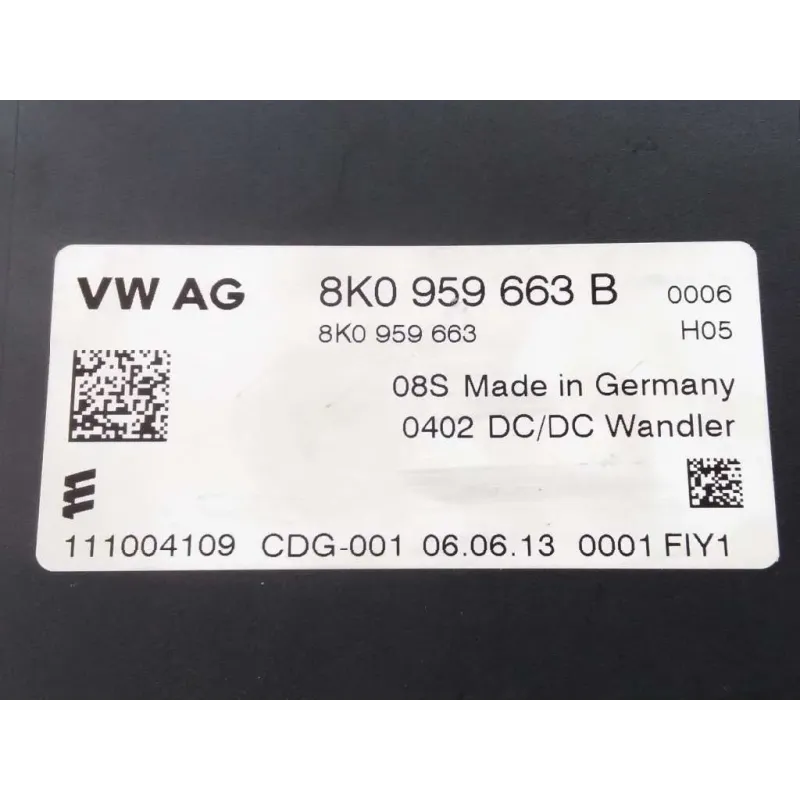 VW AG 8K0 959 663 B 0006
8K0 959 663 H05
08S Made in Germany
0402 DC/DC Wandler
111004109 CDG-001 06.06.13 0001 FIY1